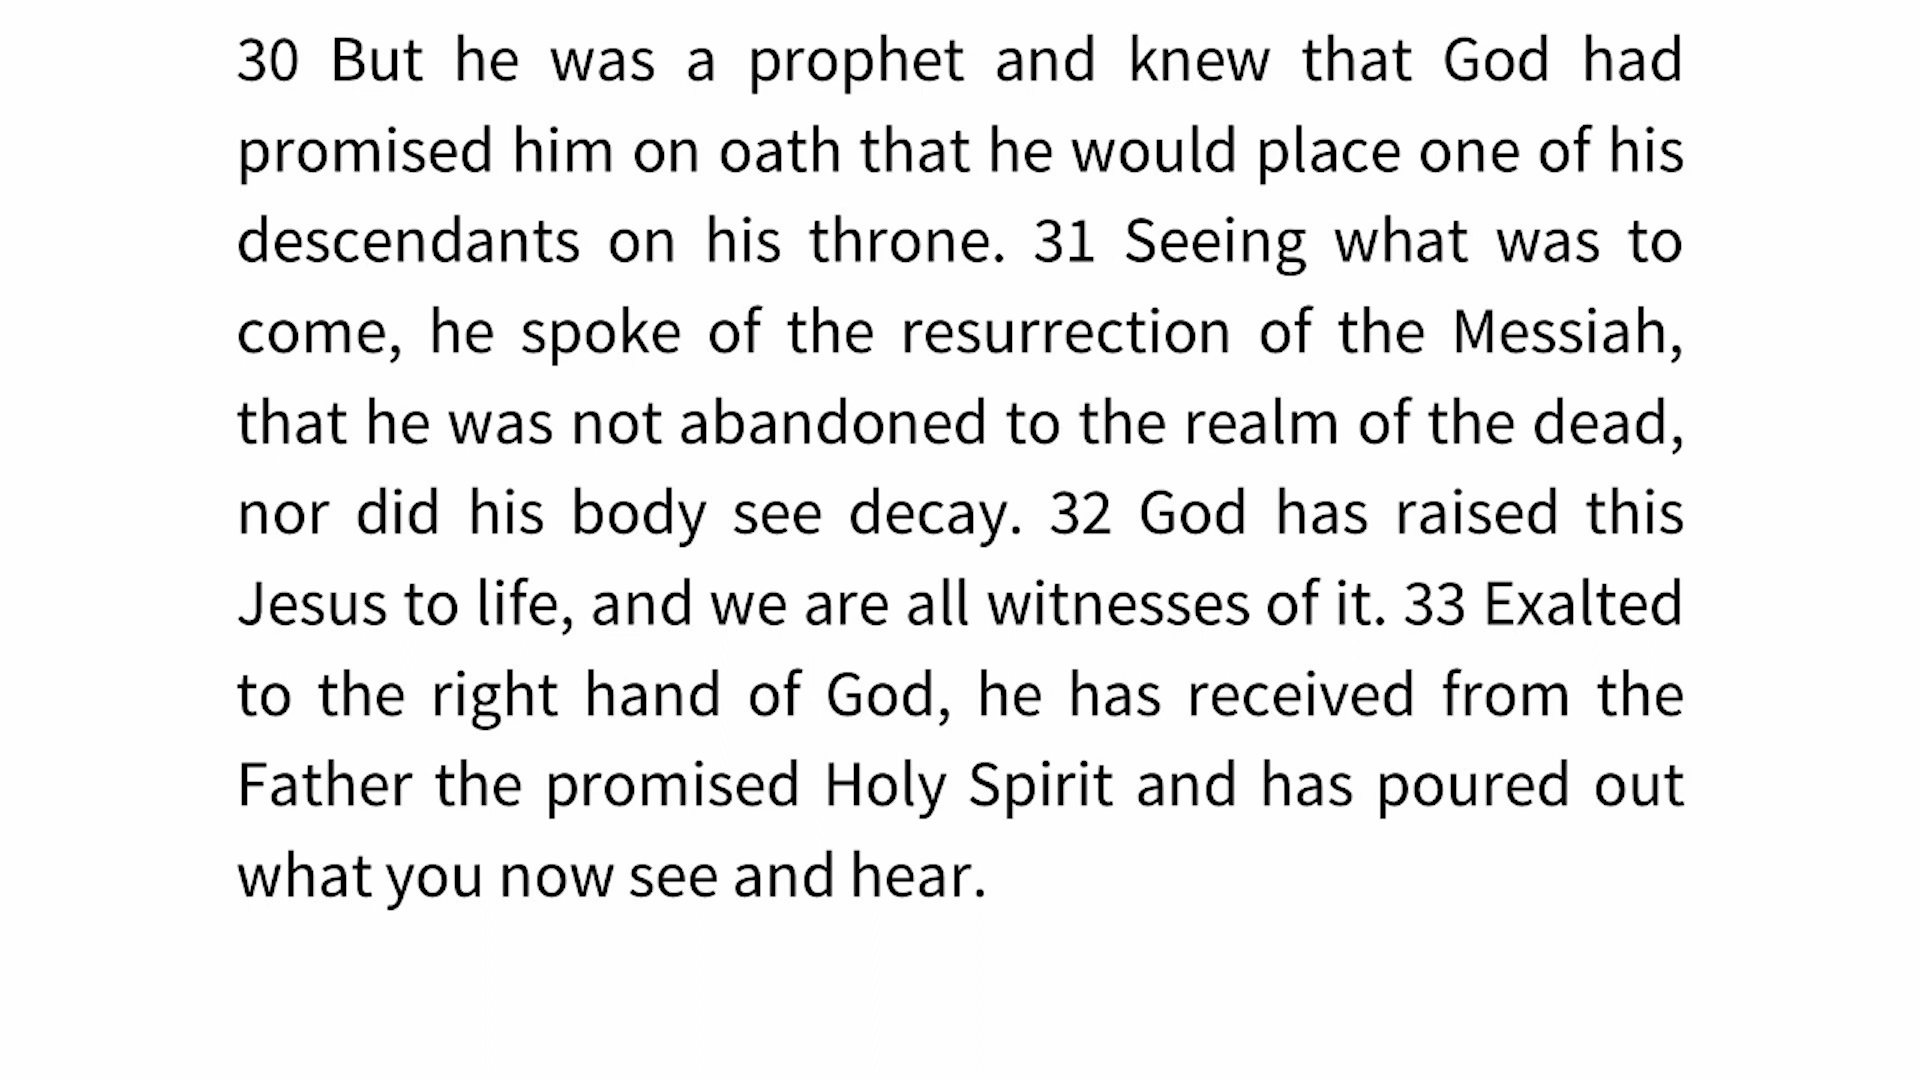 30 But he was a prophet and knew that God had
promised him on oath that he would place one of his
descendants on his throne. 31 Seeing what was to
come, he spoke of the resurrection of the Messiah,
that he was not abandoned to the realm of the dead,
nor did his body see decay. 32 God has raised this
Jesus to life, and we are all witnesses of it. 33 Exalted
to the right hand of God, he has received from the
Father the promised Holy Spirit and has poured out
what you now see and hear.